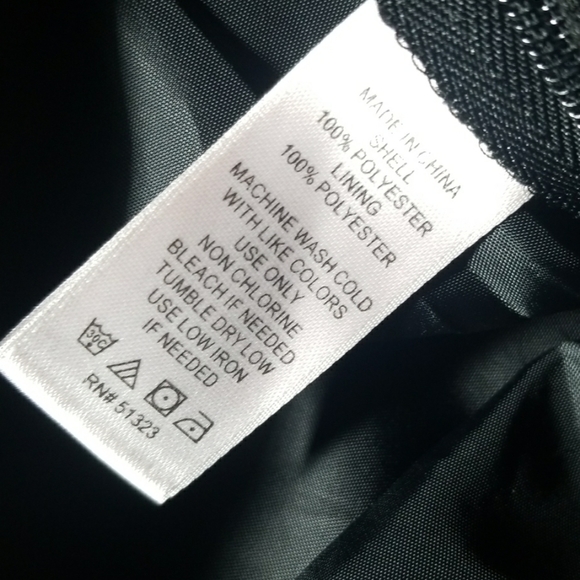 MADE IN CHINA
SHELL
100% POLYESTER
LINING
100% POLYESTER
MACHINE WASH COLD
WITH LIKE COLORS
USE ONLY
NON CHLORINE
BLEACH IF NEEDED
TUMBLE DRY LOW
USE LOW IRON
IF NEEDED
30C
RN# 51323